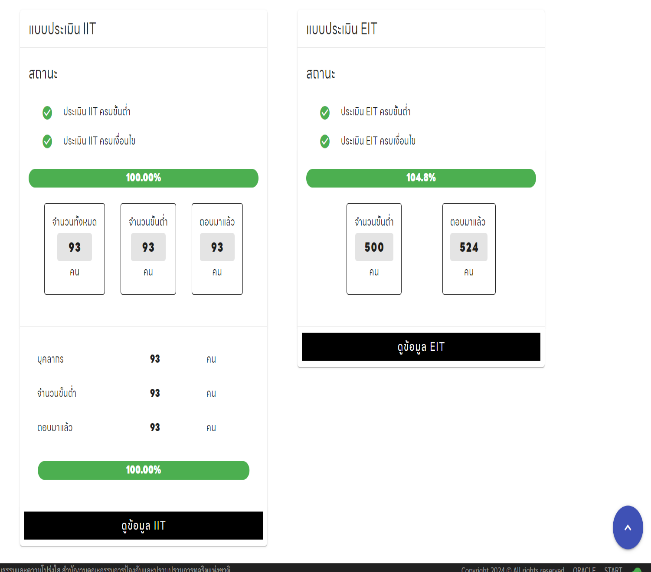 แบบประเมิน IIT
สถานะ
ประเมิน IIT ครบขั้นต่ำ
ประเมิน IIT ครบเงื่อนไข
100.00%
จำนวนทั้งหมด จำนวนขั้นต่ำ ตอบมาแล้ว
93 93 93
คน คน คน
บุคลากร 93 คน
จำนวนขั้นต่ำ 93 คน
ตอบมาแล้ว 93 คน
100.00%
ดูข้อมูล IIT
แบบประเมิน EIT
สถานะ
ประเมิน EIT ครบขั้นต่ำ
ประเมิน EIT ครบเงื่อนไข
104.8%
จำนวนขั้นต่ำ ตอบมาแล้ว
500 524
คน คน
ดูข้อมูล EIT
Copyright 2024 © All rights reserved ORACLE START